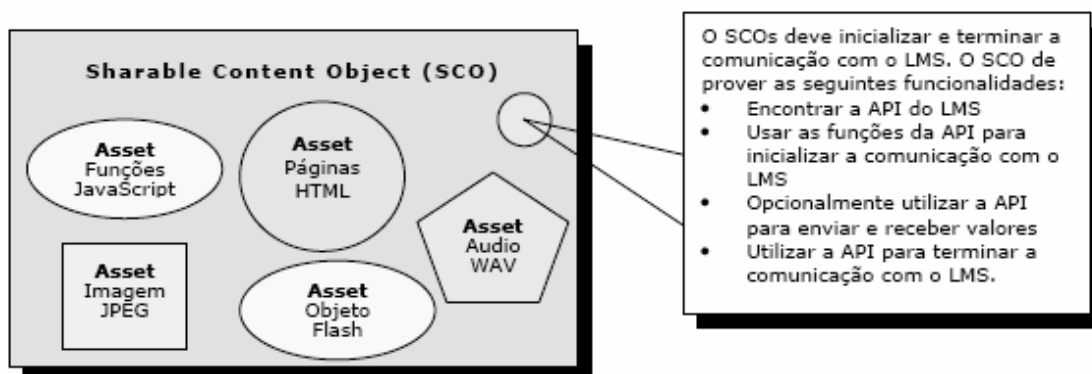 Sharable Content Object (SCO)
Asset
Funções
JavaScript
Asset
Páginas
HTML
Asset
Audio
WAV
Asset
Imagem
JPEG
Asset
Objeto
Flash
O SCOs deve inicializar e terminar a
comunicação com o LMS. O SCO de
prover as seguintes funcionalidades:
• Encontrar a API do LMS
• Usar as funções da API para
inicializar a comunicação com o
LMS
• Opcionalmente utilizar a API
para enviar e receber valores
• Utilizar a API para terminar a
comunicação com o LMS.